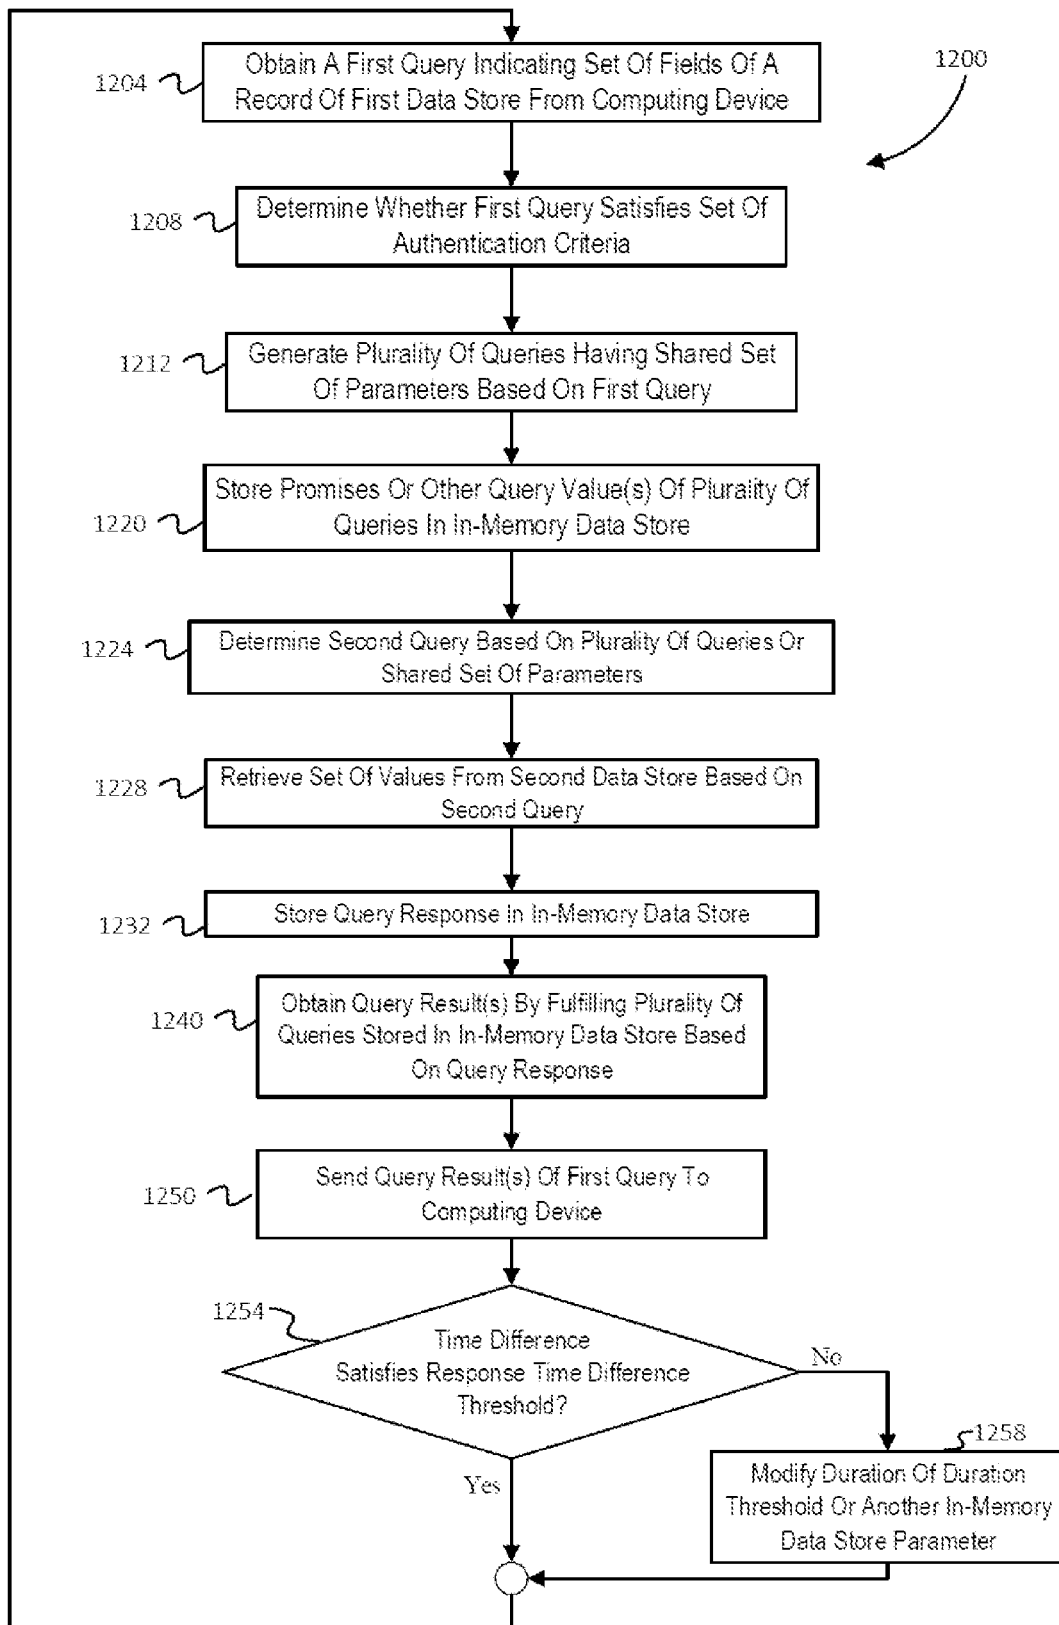 1200
1204
Obtain A First Query Indicating Set Of Fields Of A
Record Of First Data Store From Computing Device
1208
Determine Whether First Query Satisfies Set Of
Authentication Criteria
1212
Generate Plurality Of Queries Having Shared Set
Of Parameters Based On First Query
1220
Store Promises Or Other Query Value(s) Of Plurality Of
Queries In In-Memory Data Store
1224
Determine Second Query Based On Plurality Of Queries Or
Shared Set Of Parameters
1228
Retrieve Set Of Values From Second Data Store Based On
Second Query
1232
Store Query Response In In-Memory Data Store
1240
Obtain Query Result(s) By Fulfilling Plurality Of
Queries Stored In In-Memory Data Store Based
On Query Response
1250
Send Query Result(s) Of First Query To
Computing Device
1254
Time Difference
Satisfies Response Time Difference
Threshold?
No
Yes
1258
Modify Duration Of Duration
Threshold Or Another In-Memory
Data Store Parameter